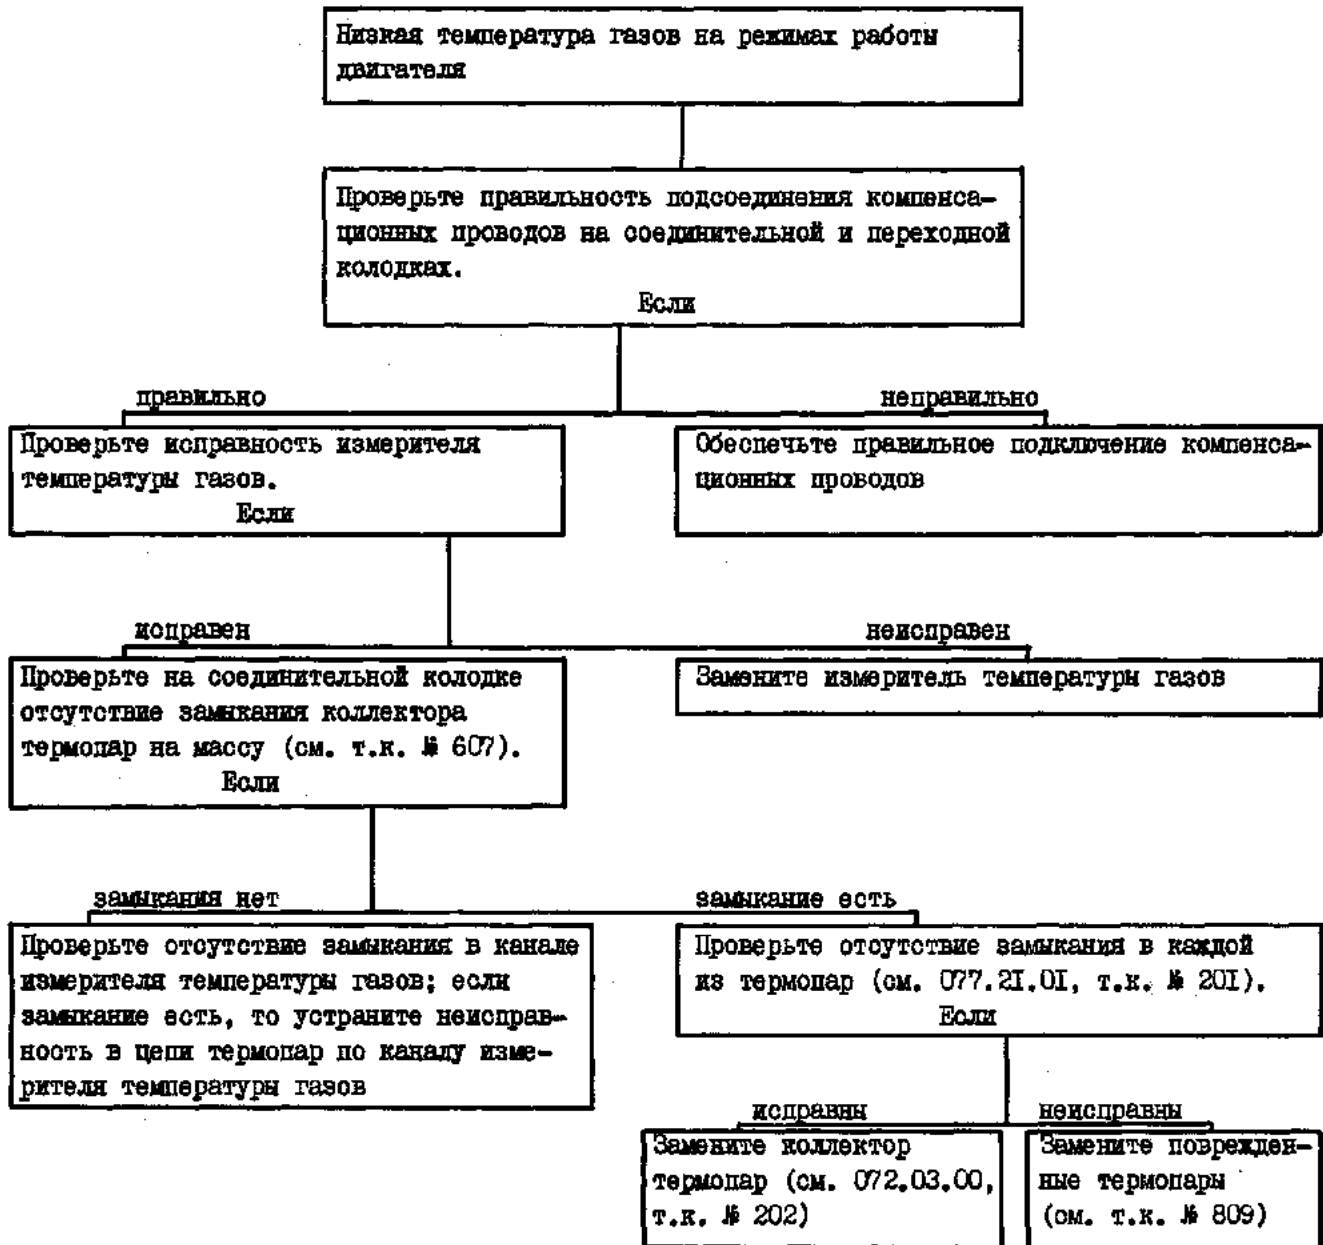 Низкая температура газов на режимах работы
двигателя
Проверьте правильность подсоединения компенса-
ционных проводов на соединительной и переходной
колодках.
Если
правильно
неправильно
Проверьте исправность измерителя
температуры газов.
Если
Обеспечьте правильное подключение компенса-
ционных проводов
исправен
неисправен
Проверьте на соединительной колодке
отсутствие замыкания коллектора
термопар на массу (см. т.к. № 607).
Если
Замените измеритель температуры газов
замыкания нет
замыкание есть
Проверьте отсутствие замыкания в канале
измерителя температуры газов; если
замыкание есть, то устраните неисправ-
ность в цепи термопар по каналу изме-
рителя температуры газов
Проверьте отсутствие замыкания в каждой
из термопар (см. 077.21.01, т.к. № 201).
Если
исправны
неисправны
Замените коллектор
термопар (см. 072.03.00,
т.к. № 202)
Замените поврежден-
ные термопары
(см. т.к. № 809)